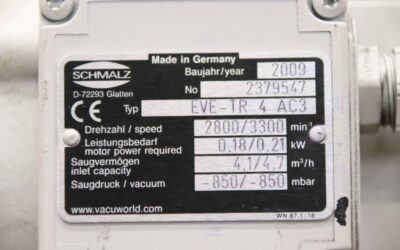 SCHMALZ
D-72293 Glatten
Made in Germany
Baujahr/year 2009
No 2379547
CE Typ EVE-TR 4 AC3
Drehzahl / speed 2800/3300 min⁻¹
Leistungsbedarf
motor power required 0,18/0,21 kW
Saugvermögen
inlet capacity 4,1/4,7 m³/h
Saugdruck / vacuum -850/-850 mbar
www.vacuworld.com
WN 87.1-16